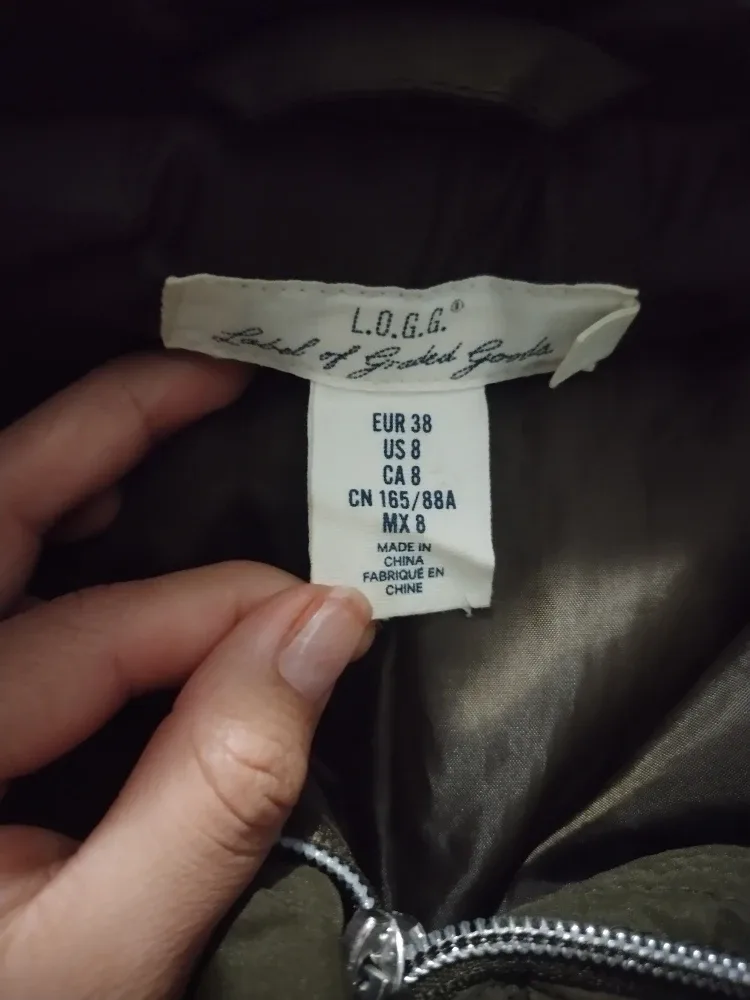 L.O.G.G.®
Label of Graded Goods
EUR 38
US 8
CA 8
CN 165/88A
MX 8
MADE IN
CHINA
FABRIQUÉ EN
CHINE